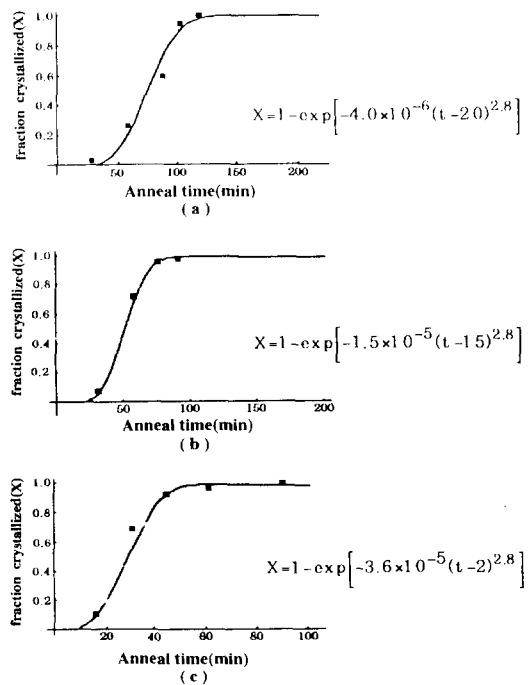 fraction crystallized(X)
1.0
0.8
0.6
0.4
0.2
50 100 150 200
Anneal time(min)
(a)
X=1-exp[-4.0×10⁻⁶(t-20)²·⁸]
fraction crystallized(X)
1.0
0.8
0.6
0.4
0.2
50 100 150 200
Anneal time(min)
(b)
X=1-exp[-1.5×10⁻⁵(t-15)²·⁸]
fraction crystallized(X)
1.0
0.8
0.6
0.4
0.2
20 40 60 80 100
Anneal time(min)
(c)
X=1-exp[-3.6×10⁻⁵(t-2)²·⁸]